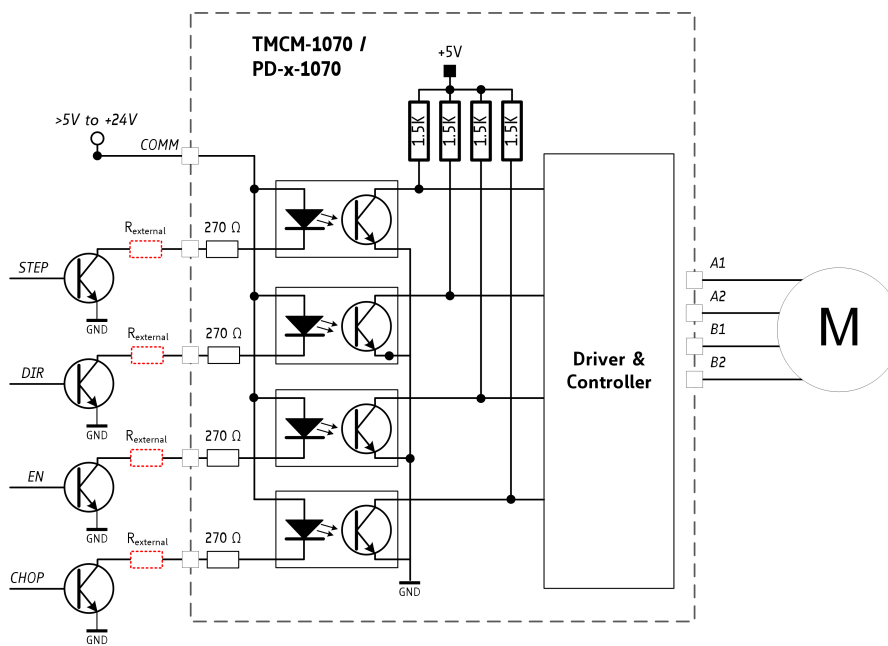 TMCM-1070 /
PD-x-1070
+5V
>5V to +24V
COMM
1.5K
1.5K
1.5K
1.5K
Rexternal
270 Ω
STEP
GND
Rexternal
270 Ω
DIR
GND
Rexternal
270 Ω
EN
GND
Rexternal
270 Ω
CHOP
GND
GND
Driver &
Controller
A1
A2
B1
B2
M